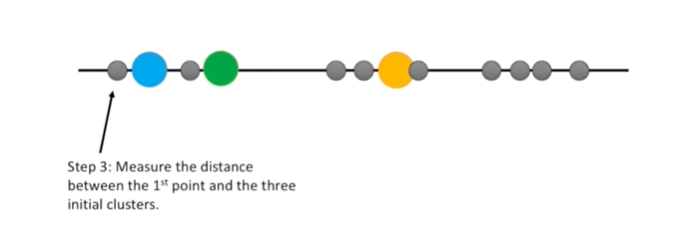 Step 3: Measure the distance
between the 1st point and the three
initial clusters.